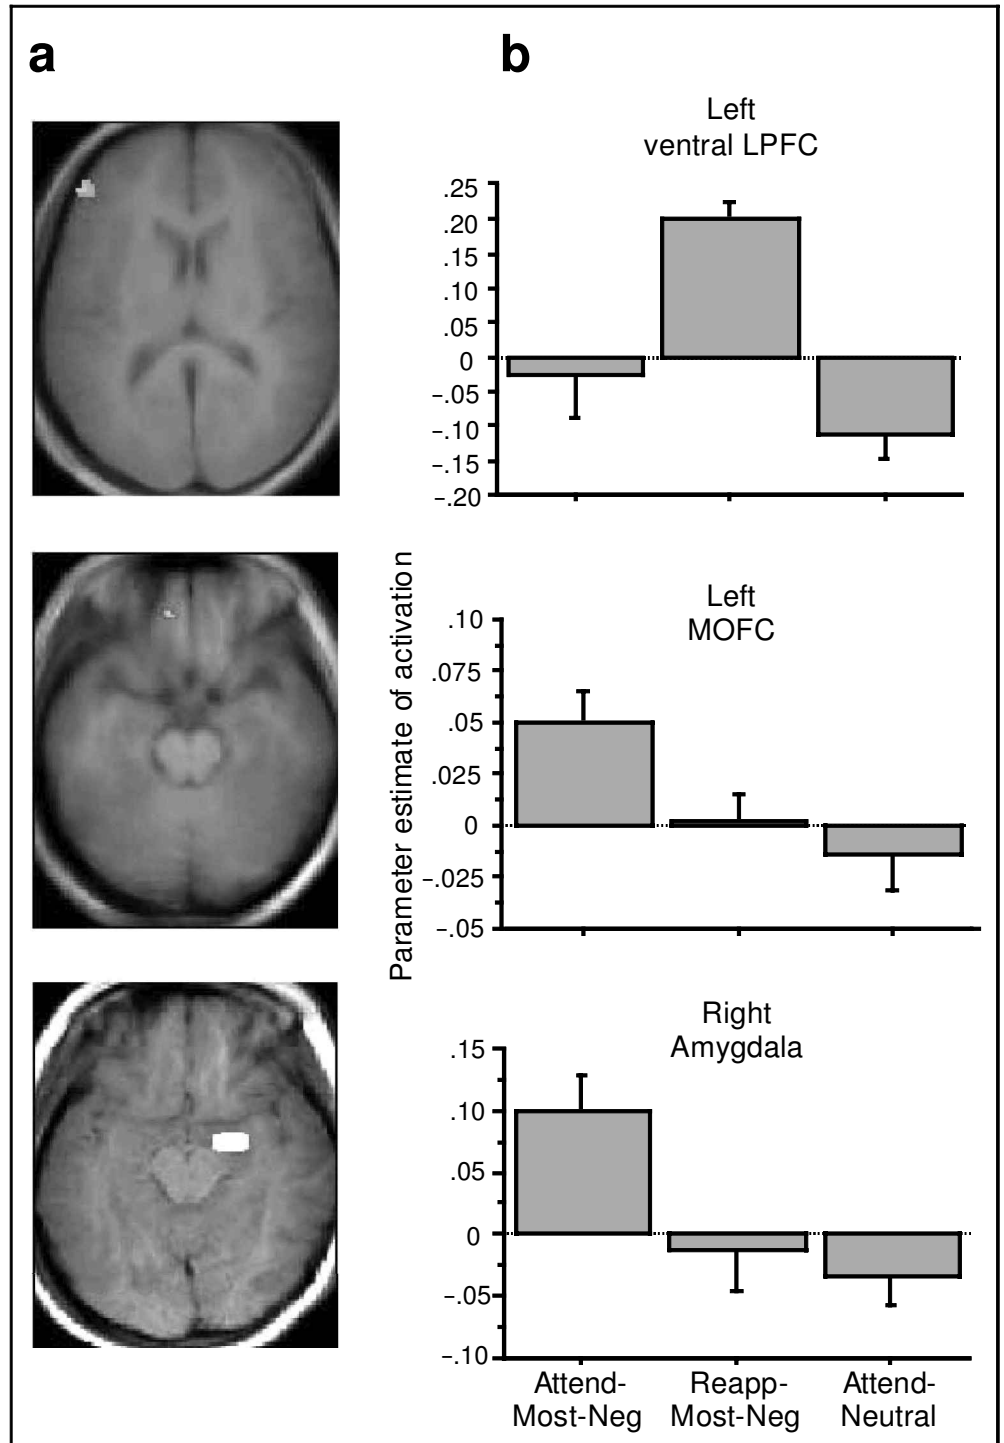 a
b
Left
ventral LPFC
.25
.20
.15
.10
.05
0
-.05
-.10
-.15
-.20
Parameter estimate of activation
Left
MOFC
.10
.075
.05
.025
0
-.025
-.05
Right
Amygdala
.15
.10
.05
0
-.05
-.10
Attend-
Most-Neg
Reapp-
Most-Neg
Attend-
Neutral